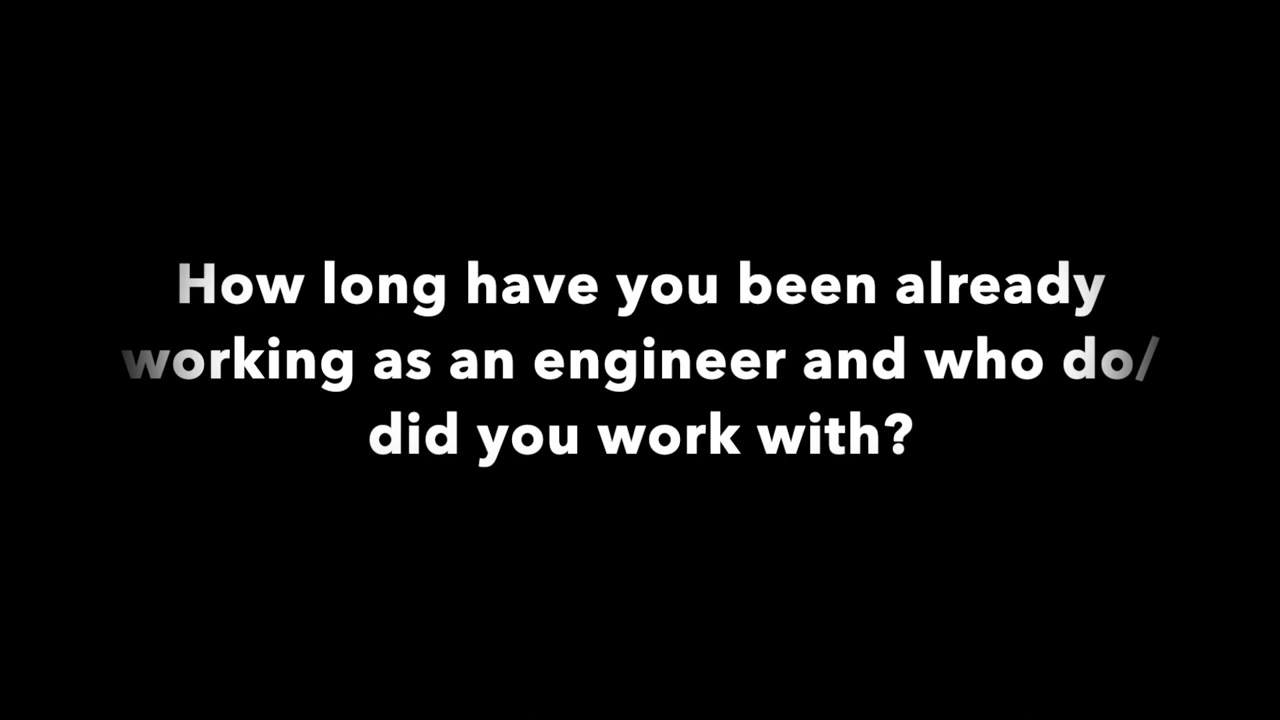 How long have you been already
working as an engineer and who do/
did you work with?